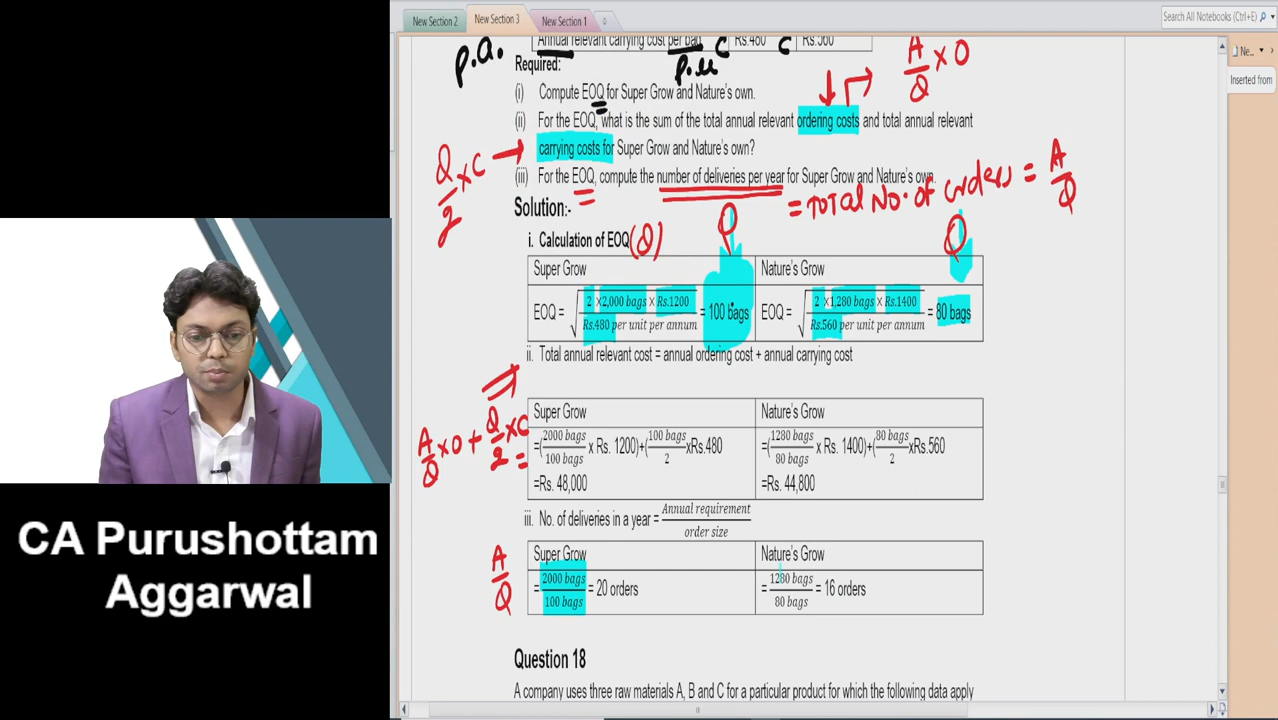 New Section 2
New Section 3
New Section 1
Search All Notebooks (Ctrl+E)
Ne...
Inserted from
p.a.
Annual relevant carrying cost per bag
Rs.480
Rs.560
p.u C C
A/Q × O
Required:
(i) Compute EOQ for Super Grow and Nature's own.
(ii) For the EOQ, what is the sum of the total annual relevant ordering costs and total annual relevant
carrying costs for Super Grow and Nature's own?
Q/2 × C →
(iii) For the EOQ, compute the number of deliveries per year for Super Grow and Nature's own.
Solution:-
= TOTAL No. of orders = A/Q
i. Calculation of EOQ (Q)
Q
Q
Super Grow
Nature's Grow
EOQ = √(2 ×2,000 bags × Rs.1200 / Rs.480 per unit per annum) = 100 bags
EOQ = √(2 ×1,280 bags × Rs.1400 / Rs.560 per unit per annum) = 80 bags
ii. Total annual relevant cost = annual ordering cost + annual carrying cost
A/Q × O + Q/2 × C =
Super Grow
Nature's Grow
=(2000 bags/100 bags x Rs. 1200)+(100 bags/2 xRs.480
=(1280 bags/80 bags x Rs. 1400)+(80 bags/2 xRs.560
=Rs. 48,000
=Rs. 44,800
iii. No. of deliveries in a year = Annual requirement/order size
A/Q
Super Grow
Nature's Grow
= 2000 bags/100 bags = 20 orders
= 1280 bags/80 bags = 16 orders
Question 18
A company uses three raw materials A, B and C for a particular product for which the following data apply
CA Purushottam
Aggarwal